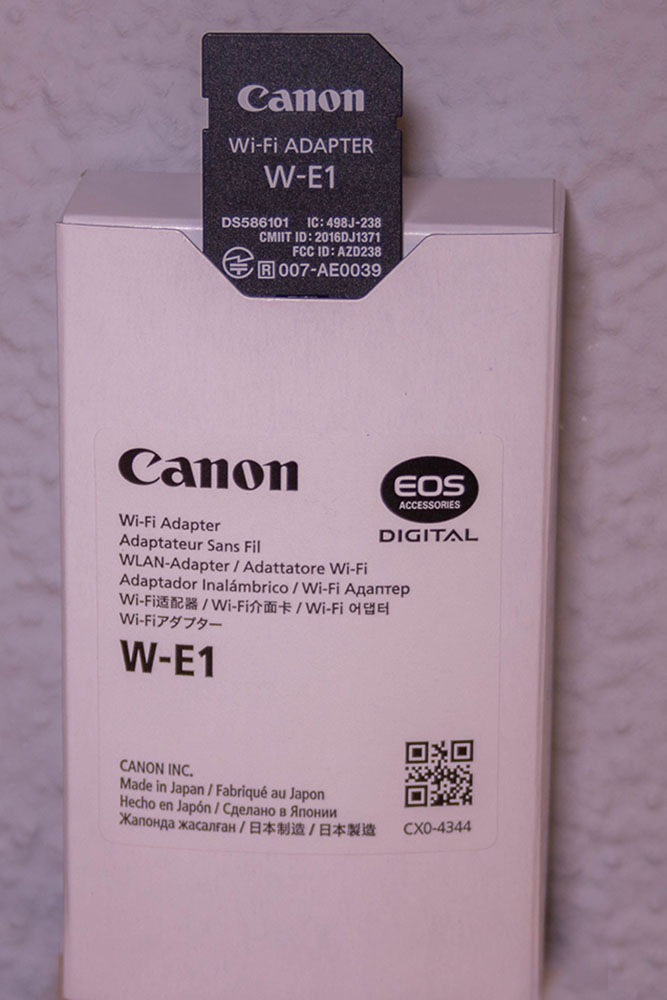 Canon
Wi-Fi ADAPTER
W-E1
DS586101 IC: 498J-238
CMIIT ID: 2016DJ1371
FCC ID: AZD238
R 007-AE0039
Canon
EOS
ACCESSORIES
DIGITAL
Wi-Fi Adapter
Adaptateur Sans Fil
WLAN-Adapter / Adattatore Wi-Fi
Adaptador Inalámbrico / Wi-Fi Адаптер
Wi-Fi适配器 / Wi-Fi介面卡 / Wi-Fi 어댑터
Wi-Fiアダプター
W-E1
CANON INC.
Made in Japan / Fabriqué au Japon
Hecho en Japón / Сделано в Японии
Жапонда жасалған / 日本制造 / 日本製造
CX0-4344